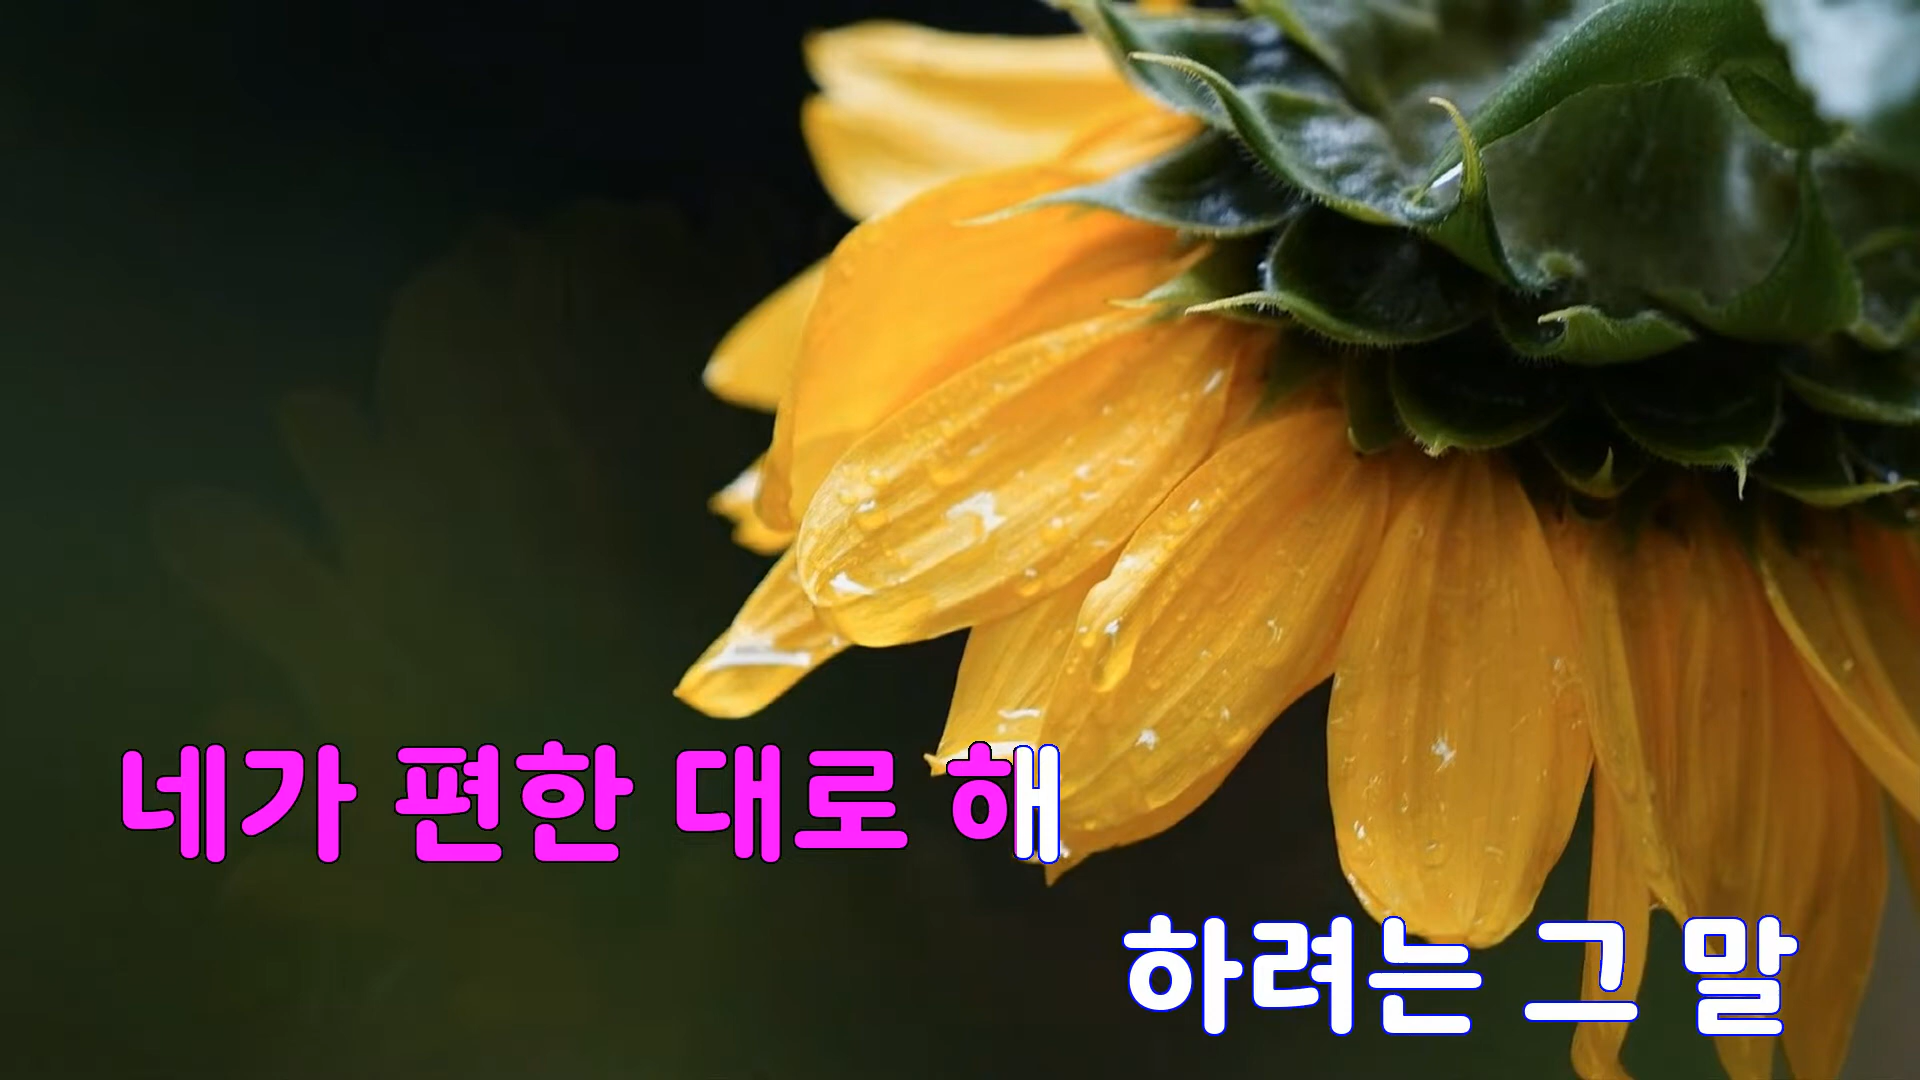 네가 편한 대로 해
하려는 그 말